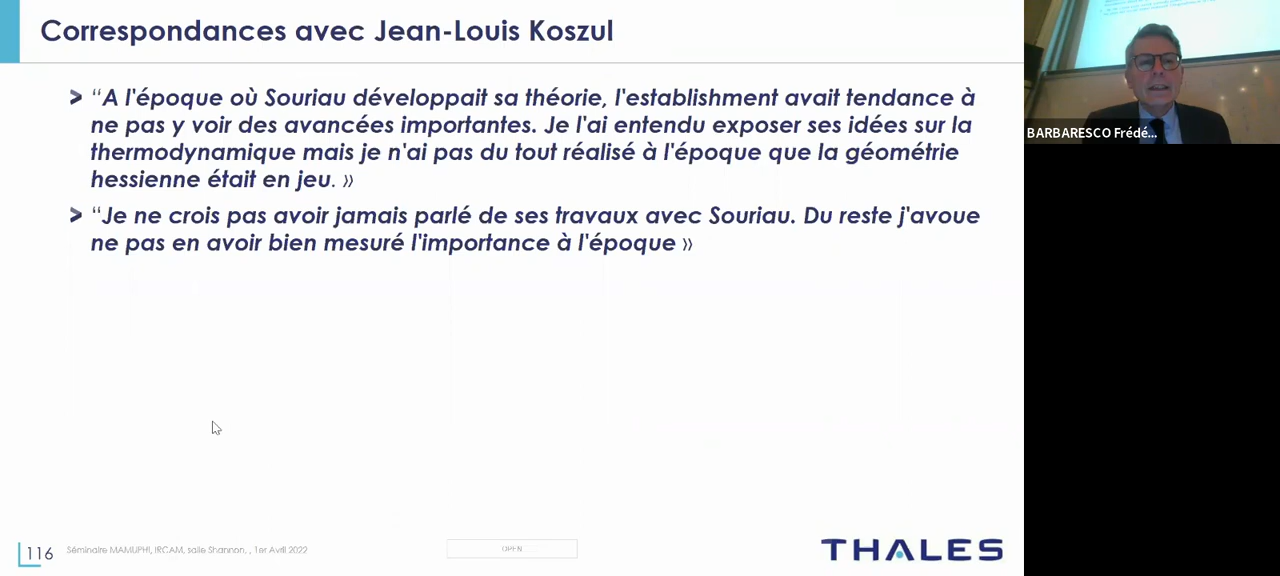 Correspondances avec Jean-Louis Koszul
> “A l'époque où Souriau développait sa théorie, l'establishment avait tendance à
ne pas y voir des avancées importantes. Je l'ai entendu exposer ses idées sur la
thermodynamique mais je n'ai pas du tout réalisé à l'époque que la géométrie
hessienne était en jeu. »
> “Je ne crois pas avoir jamais parlé de ses travaux avec Souriau. Du reste j'avoue
ne pas en avoir bien mesuré l'importance à l'époque »
BARBARESCO Frédé...
116
Séminaire MAMUPHI, IRCAM, salle Shannon, , 1er Avril 2022
OPEN
THALES